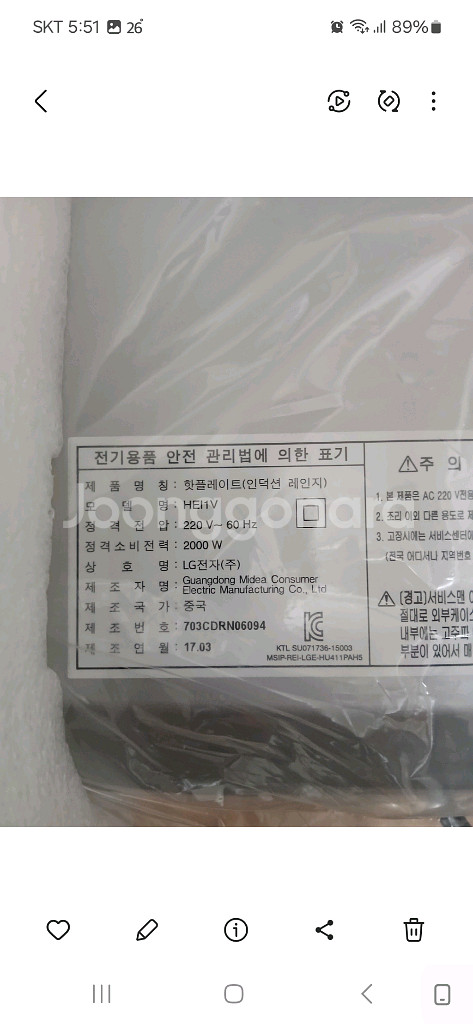 SKT 5:51 26°
89%
전기용품 안전 관리법에 의한 표기
제 품 명 칭 : 핫플레이트(인덕션 레인지)
모 델 명 : HEI1V
정 격 전 압 : 220 V~ 60 Hz
정격소비전력 : 2000 W
상 호 명 : LG전자(주)
제 조 자 명 : Guangdong Midea Consumer
Electric Manufacturing Co., Ltd
제 조 국 가 : 중국
제 조 번 호 : 703CDRN06094
제 조 연 월 : 17.03
KTL SU071736-15003
MSIP-REI-LGE-HU411PAH5
주 의
1. 본 제품은 AC 220 V전용
2. 조리 이외 다른 용도로 제
3. 고장시에는 서비스센터에
(전국 어디서나 지역번호
(경고)서비스맨 이
절대로 외부케이스
내부에는 고주파
부분이 있어서 매
Joonggonara